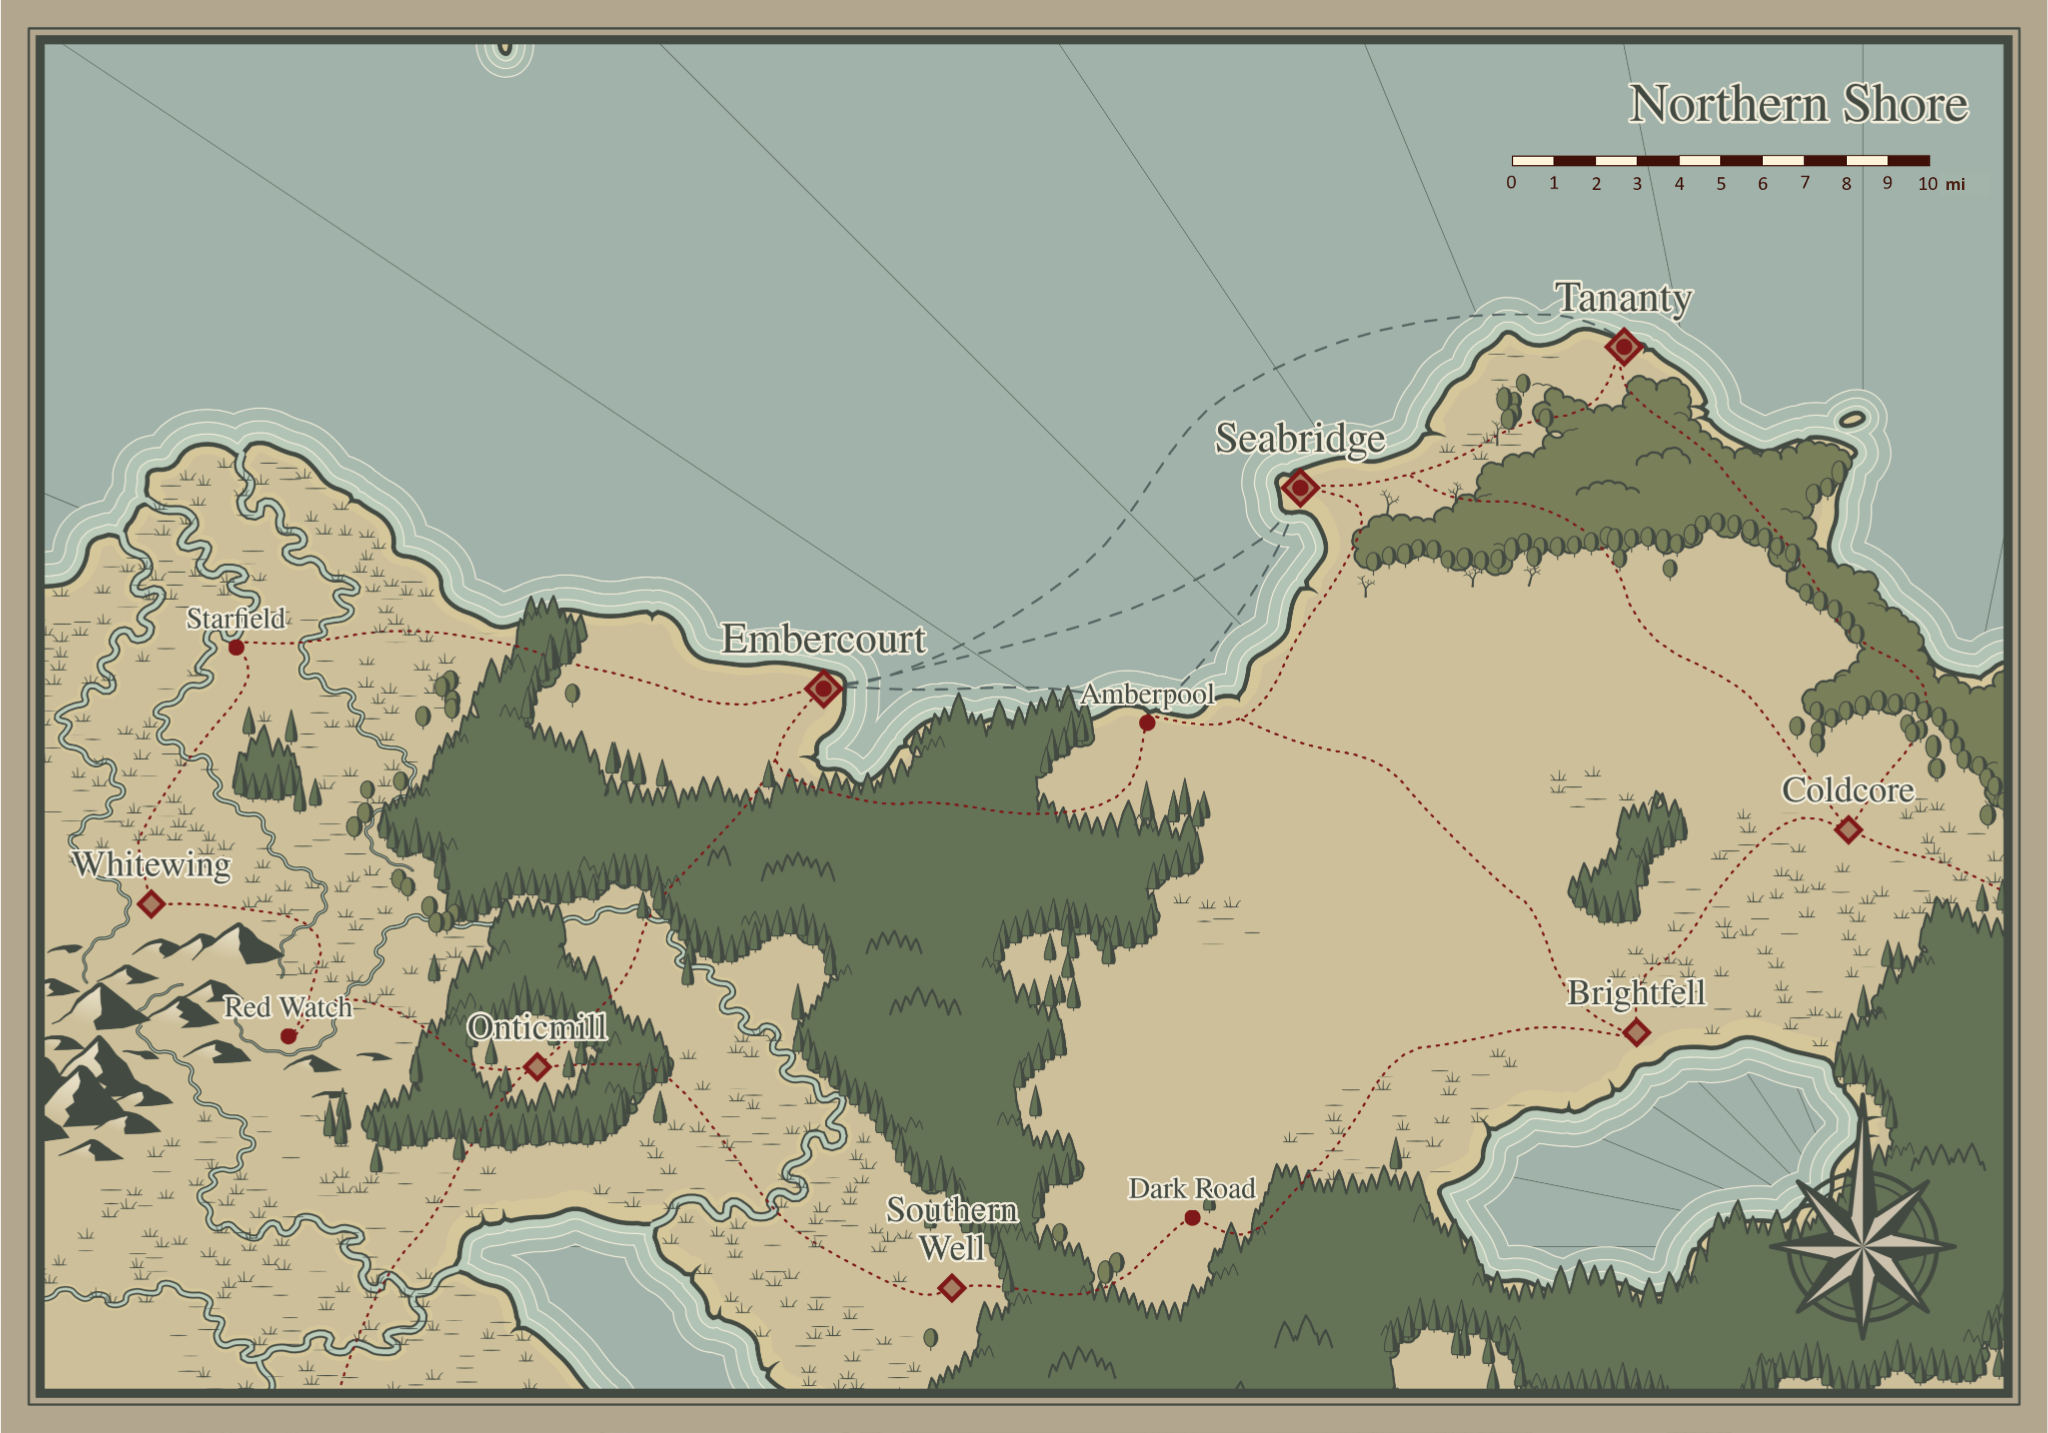 Northern Shore
0 1 2 3 4 5 6 7 8 9 10 mi
Tananty
Seabridge
Starfield
Embercourt
Amberpool
Coldcore
Whitewing
Brightfell
Red Watch
Onticmill
Dark Road
Southern
Well